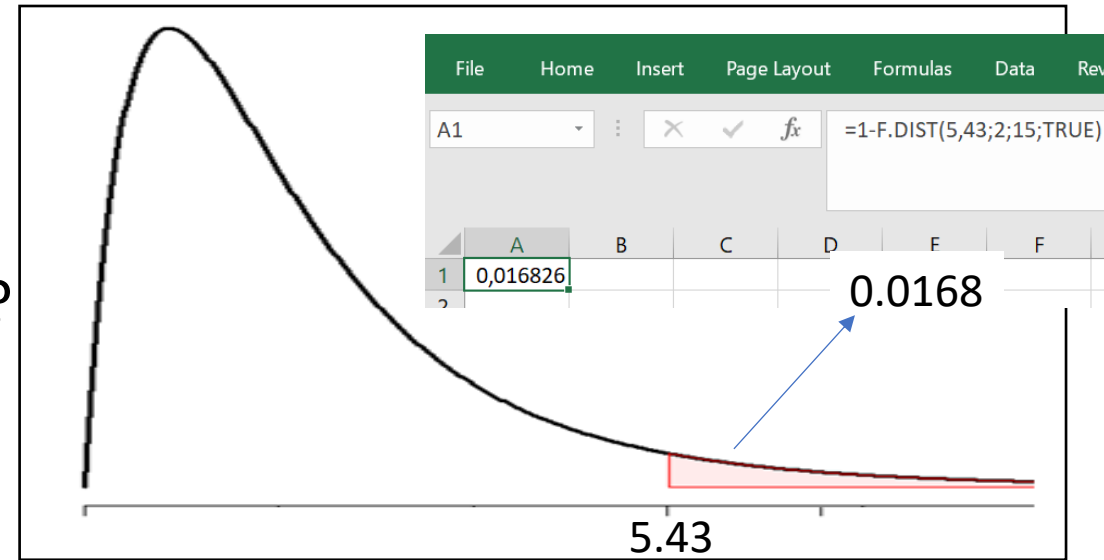 File Home Insert Page Layout Formulas Data Rev
A1 fx =1-F.DIST(5,43;2;15;TRUE)
A B C D E F
1 0,016826
2
0.0168
5.43